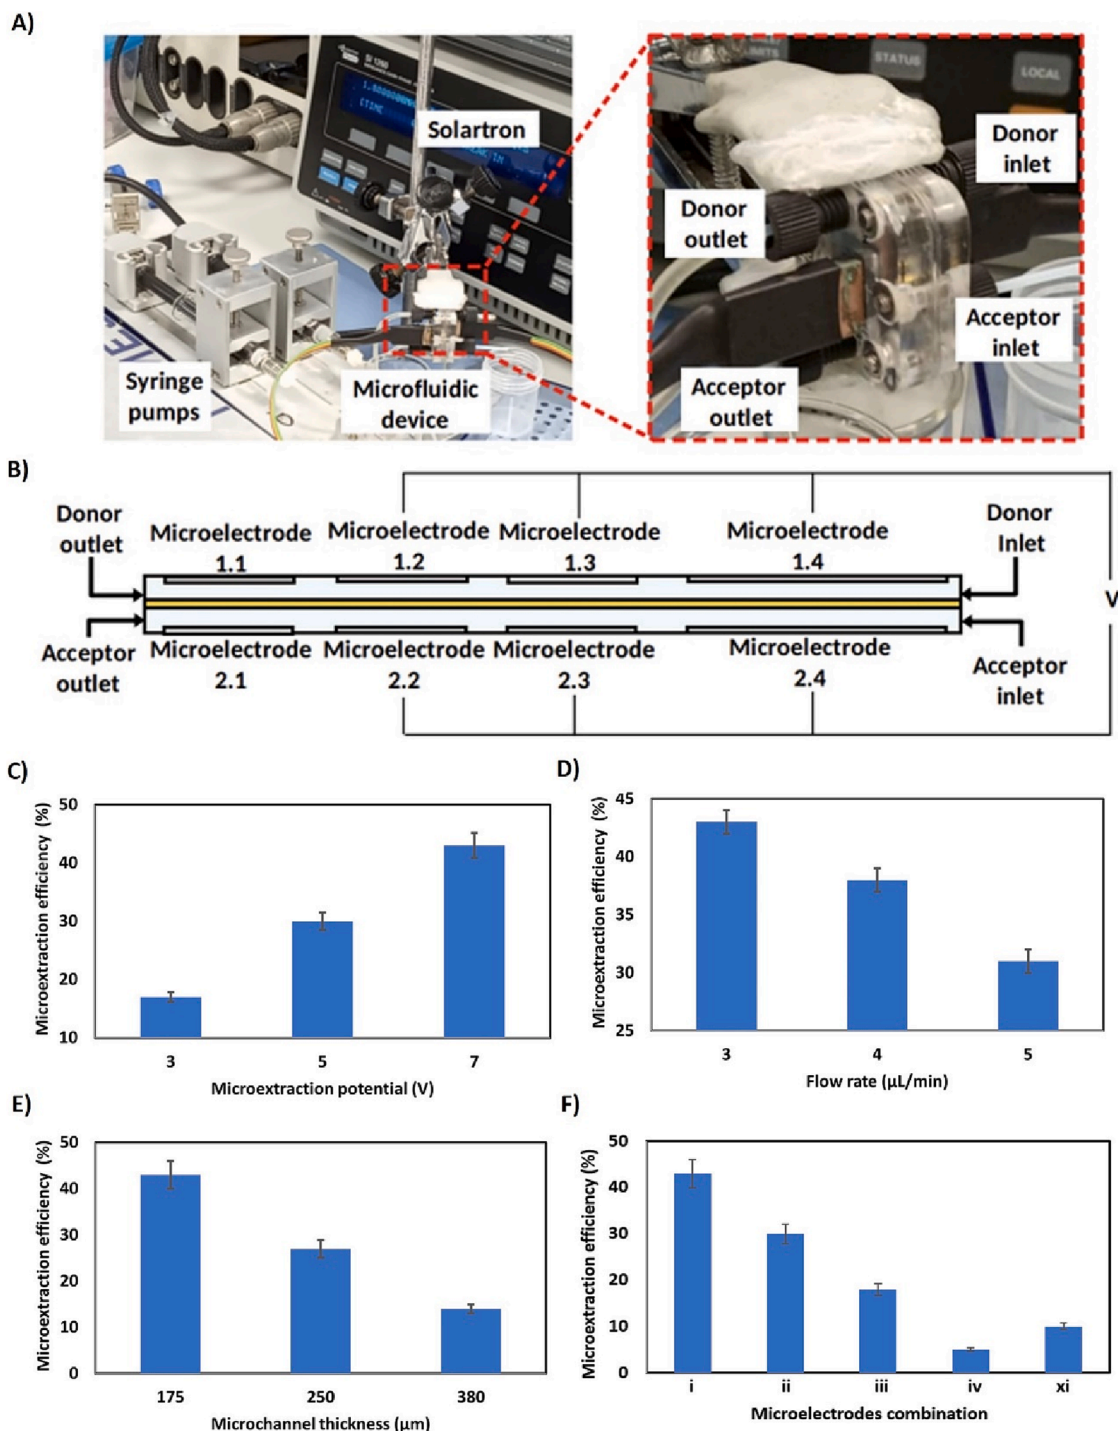 A)
SI 1260
Solartron
Syringe
pumps
Microfluidic
device
STATUS
LOCAL
Donor
inlet
Donor
outlet
Acceptor
inlet
Acceptor outlet
B)
Donor
outlet
Microelectrode
1.1
Microelectrode
1.2
Microelectrode
1.3
Microelectrode
1.4
Donor
Inlet
V
Acceptor
outlet
Microelectrode
2.1
Microelectrode
2.2
Microelectrode
2.3
Microelectrode
2.4
Acceptor
inlet
C)
Microextraction efficiency (%)
50
40
30
20
10
3 5 7
Microextraction potential (V)
D)
Microextraction efficiency (%)
45
40
35
30
25
3 4 5
Flow rate (μL/min)
E)
Microextraction efficiency (%)
50
40
30
20
10
0
175 250 380
Microchannel thickness (μm)
F)
Microextraction efficiency (%)
50
40
30
20
10
0
i ii iii iv xi
Microelectrodes combination